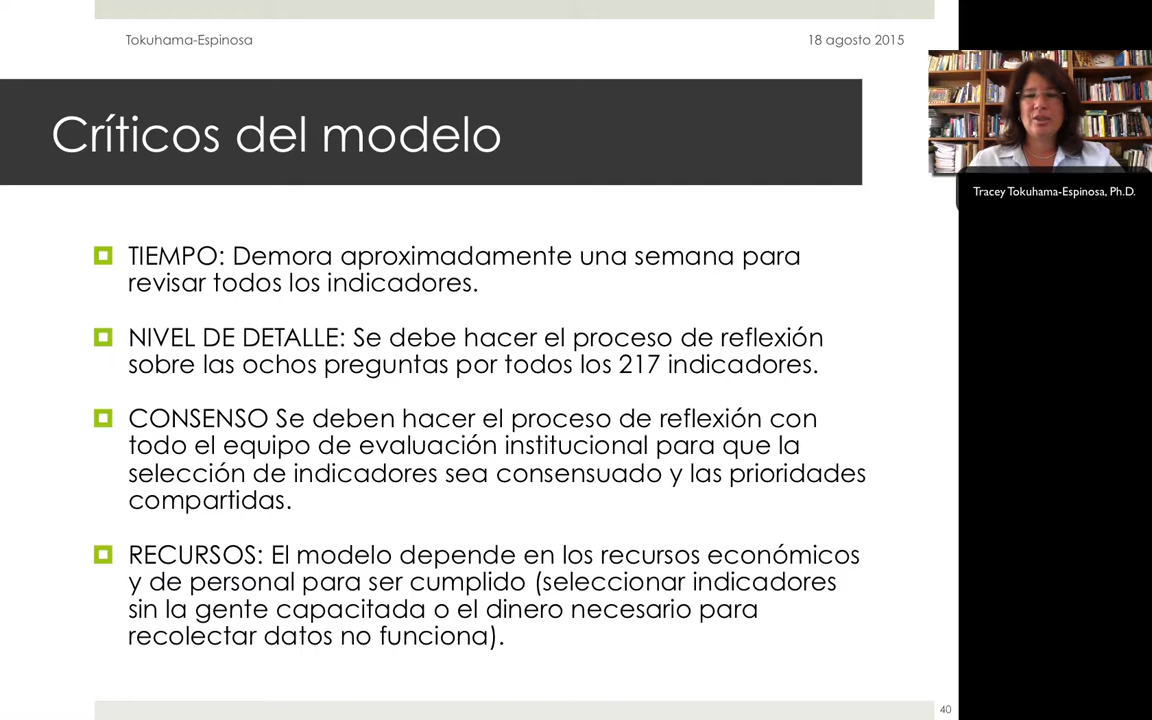 Tokuhama-Espinosa
18 agosto 2015
Críticos del modelo
Tracey Tokuhama-Espinosa, Ph.D.
TIEMPO: Demora aproximadamente una semana para
revisar todos los indicadores.
NIVEL DE DETALLE: Se debe hacer el proceso de reflexión
sobre las ochos preguntas por todos los 217 indicadores.
CONSENSO Se deben hacer el proceso de reflexión con
todo el equipo de evaluación institucional para que la
selección de indicadores sea consensuado y las prioridades
compartidas.
RECURSOS: El modelo depende en los recursos económicos
y de personal para ser cumplido (seleccionar indicadores
sin la gente capacitada o el dinero necesario para
recolectar datos no funciona).
40